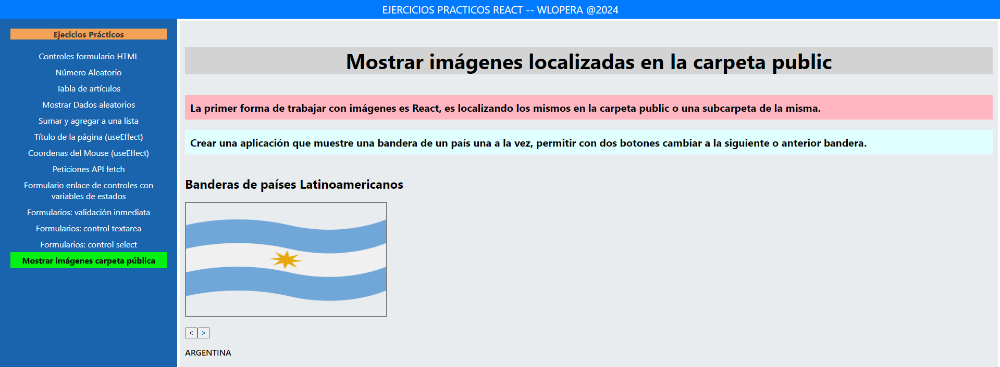 EJERCICIOS PRACTICOS REACT -- WLOPERA @2024
Ejecicios Prácticos
Controles formulario HTML
Número Aleatorio
Tabla de artículos
Mostrar Dados aleatorios
Sumar y agregar a una lista
Título de la página (useEffect)
Coordenas del Mouse (useEffect)
Peticiones API fetch
Formulario enlace de controles con
variables de estados
Formularios: validación inmediata
Formularios: control textarea
Formularios: control select
Mostrar imágenes carpeta pública
Mostrar imágenes localizadas en la carpeta public
La primer forma de trabajar con imágenes es React, es localizando los mismos en la carpeta public o una subcarpeta de la misma.
Crear una aplicación que muestre una bandera de un país una a la vez, permitir con dos botones cambiar a la siguiente o anterior bandera.
Banderas de países Latinoamericanos
< >
ARGENTINA